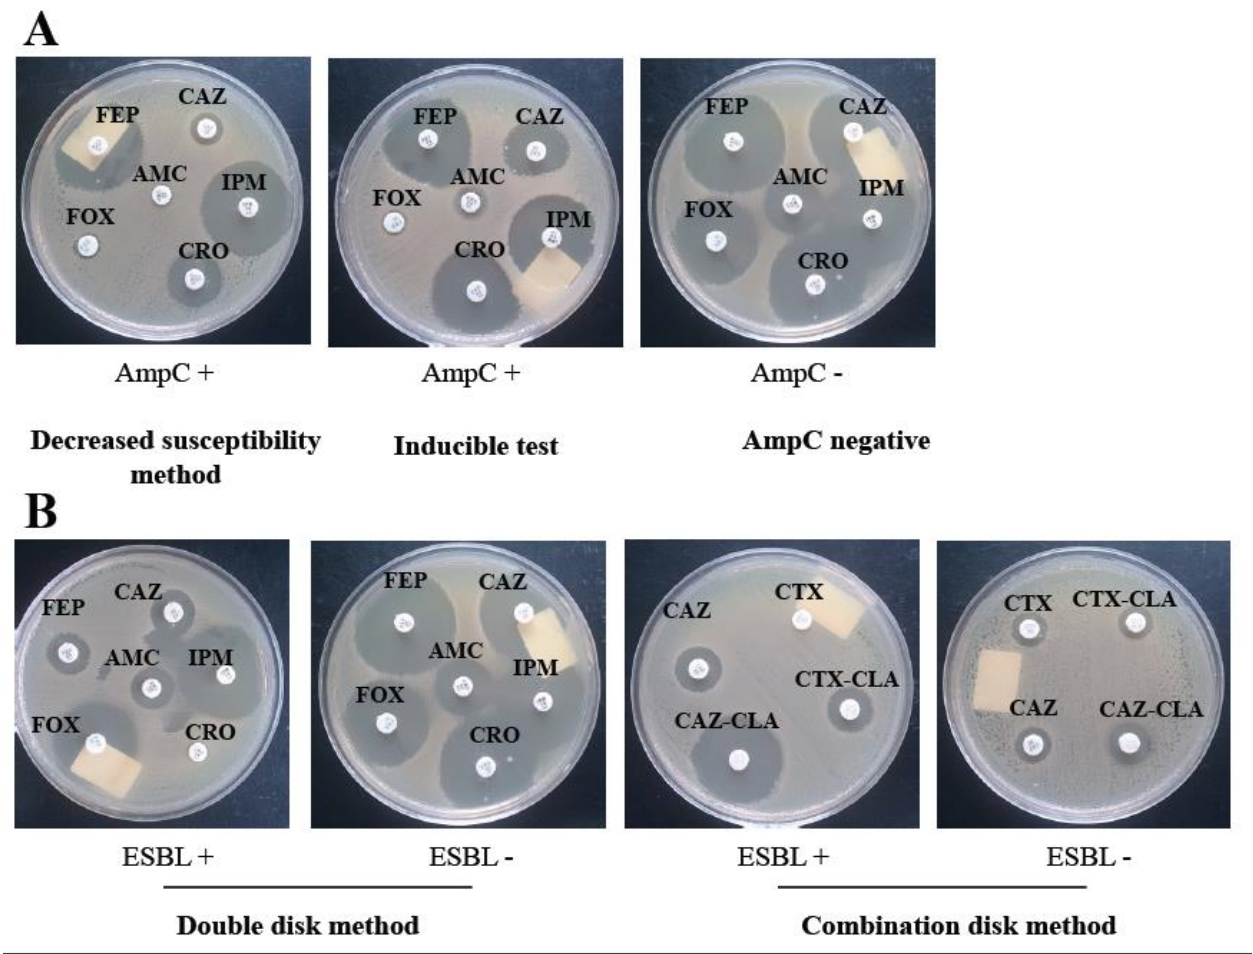 A
FEP
CAZ
AMC
IPM
FOX
CRO
FEP
CAZ
AMC
FOX
IPM
CRO
FEP
CAZ
AMC
IPM
FOX
CRO
AmpC +
AmpC +
AmpC -
Decreased susceptibility
method
Inducible test
AmpC negative
B
CAZ
FEP
AMC
IPM
FOX
CRO
FEP
CAZ
AMC
IPM
FOX
CRO
CTX
CAZ
CTX-CLA
CAZ-CLA
CTX
CTX-CLA
CAZ
CAZ-CLA
ESBL +
ESBL -
ESBL +
ESBL -
Double disk method
Combination disk method